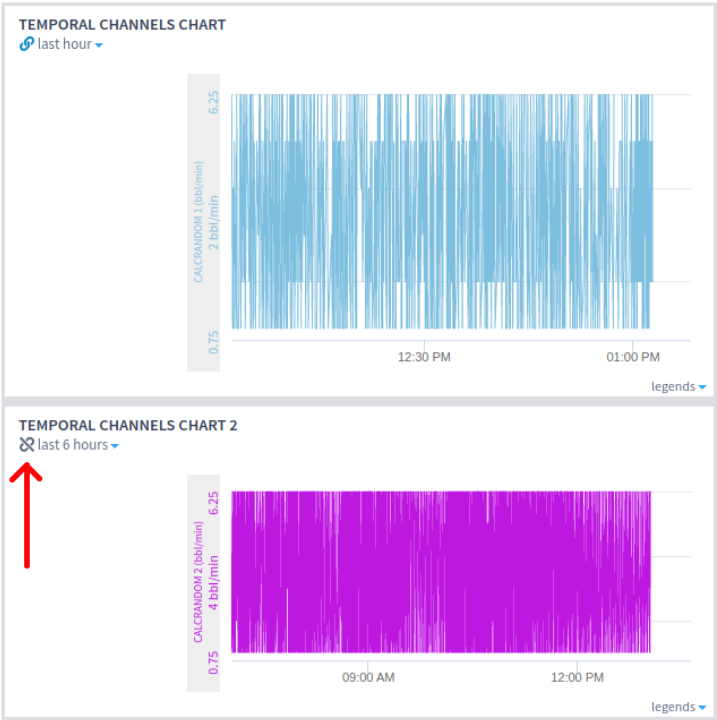 TEMPORAL CHANNELS CHART
last hour
6.25
CALCRANDOM 1 (bbl/min)
2 bbl/min
0.75
12:30 PM 01:00 PM
legends
TEMPORAL CHANNELS CHART 2
last 6 hours
6.25
CALCRANDOM 2 (bbl/min)
4 bbl/min
0.75
09:00 AM 12:00 PM
legends